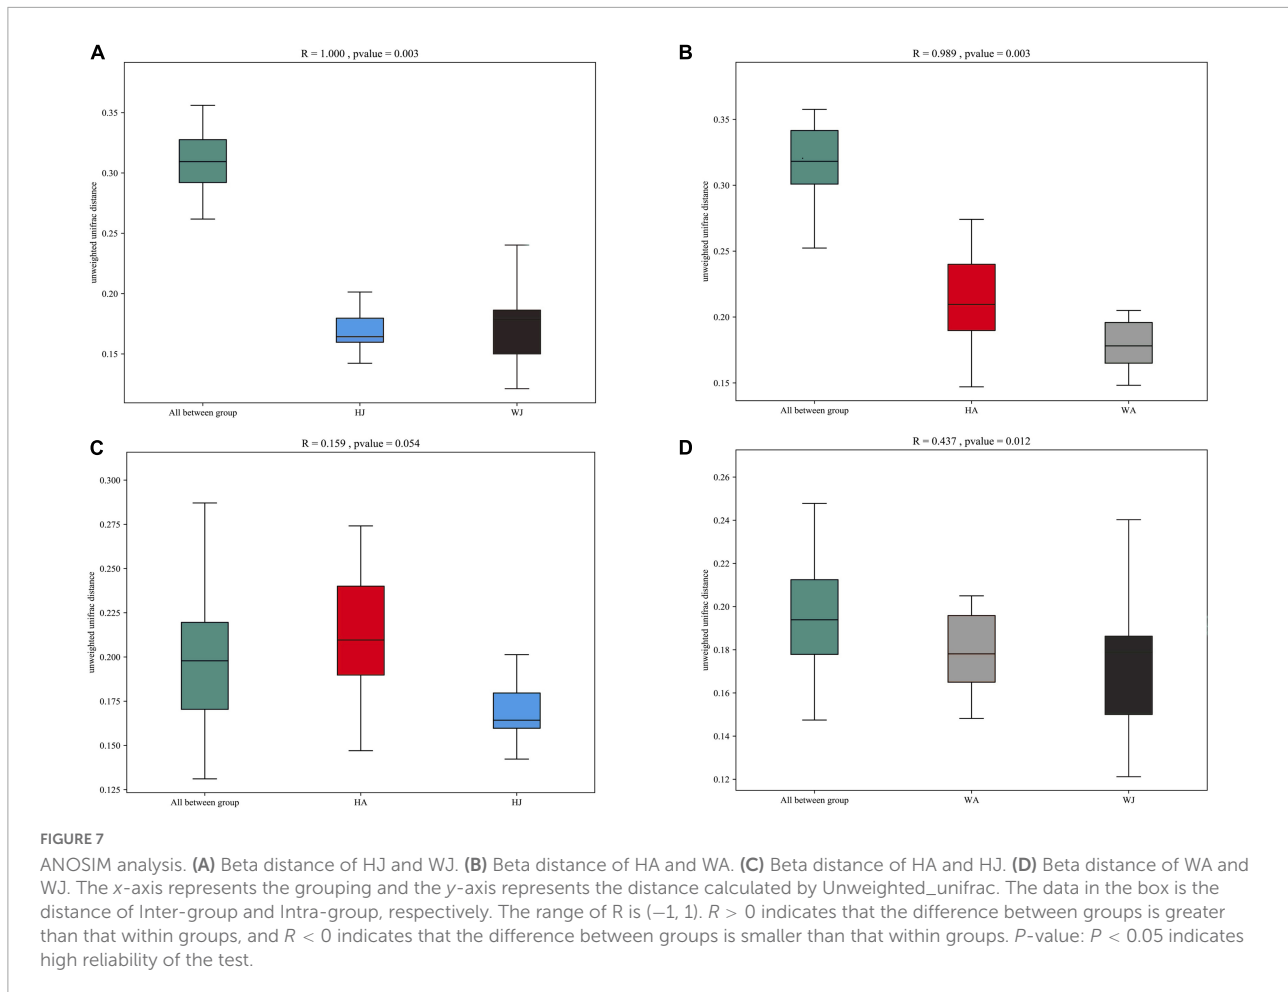 A
R = 1.000 , pvalue = 0.003
unweighted unifrac distance
0.35
0.30
0.25
0.20
0.15
All between group
HJ
WJ
B
R = 0.989 , pvalue = 0.003
unweighted unifrac distance
0.35
0.30
0.25
0.20
0.15
All between group
HA
WA
C
R = 0.159 , pvalue = 0.054
unweighted unifrac distance
0.300
0.275
0.250
0.225
0.200
0.175
0.150
0.125
All between group
HA
HJ
D
R = 0.437 , pvalue = 0.012
unweighted unifrac distance
0.26
0.24
0.22
0.20
0.18
0.16
0.14
0.12
All between group
WA
WJ
FIGURE 7
ANOSIM analysis. (A) Beta distance of HJ and WJ. (B) Beta distance of HA and WA. (C) Beta distance of HA and HJ. (D) Beta distance of WA and
WJ. The x-axis represents the grouping and the y-axis represents the distance calculated by Unweighted_unifrac. The data in the box is the
distance of Inter-group and Intra-group, respectively. The range of R is (−1, 1). R > 0 indicates that the difference between groups is greater
than that within groups, and R < 0 indicates that the difference between groups is smaller than that within groups. P-value: P < 0.05 indicates
high reliability of the test.